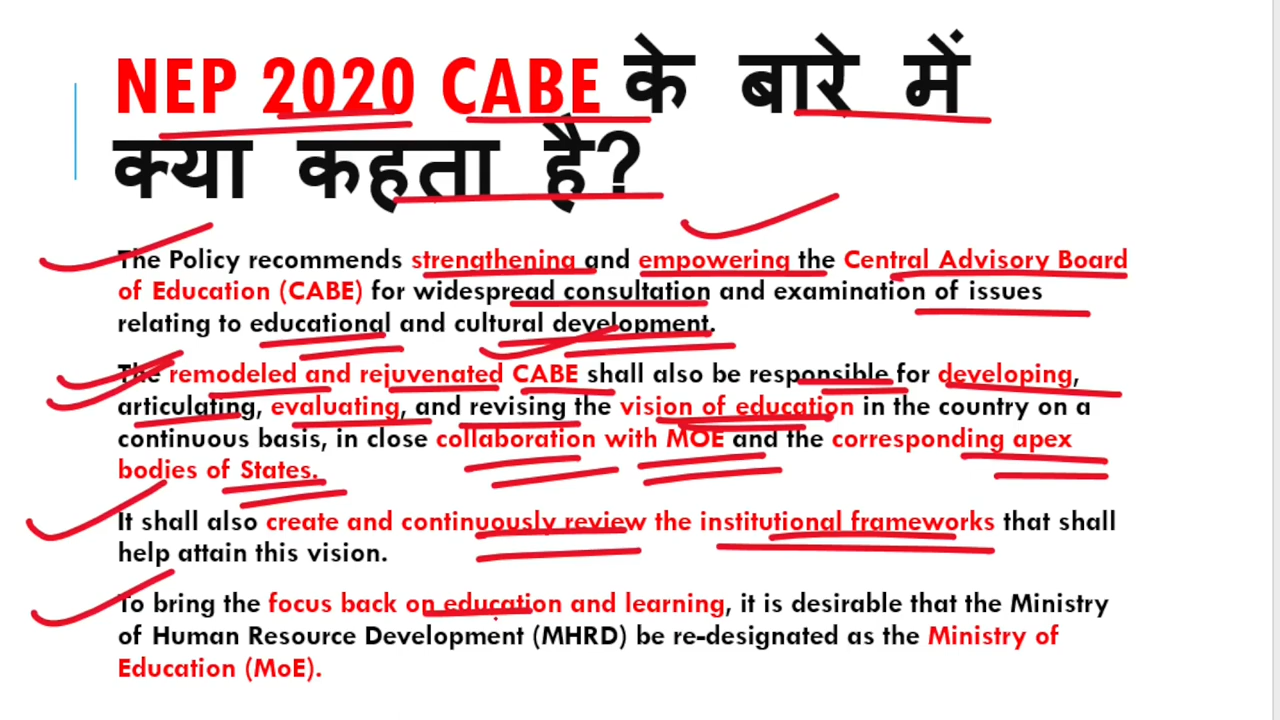 NEP 2020 CABE के बारे में
क्या कहता है?
The Policy recommends strengthening and empowering the Central Advisory Board
of Education (CABE) for widespread consultation and examination of issues
relating to educational and cultural development.
The remodeled and rejuvenated CABE shall also be responsible for developing,
articulating, evaluating, and revising the vision of education in the country on a
continuous basis, in close collaboration with MOE and the corresponding apex
bodies of States.
It shall also create and continuously review the institutional frameworks that shall
help attain this vision.
To bring the focus back on education and learning, it is desirable that the Ministry
of Human Resource Development (MHRD) be re-designated as the Ministry of
Education (MoE).